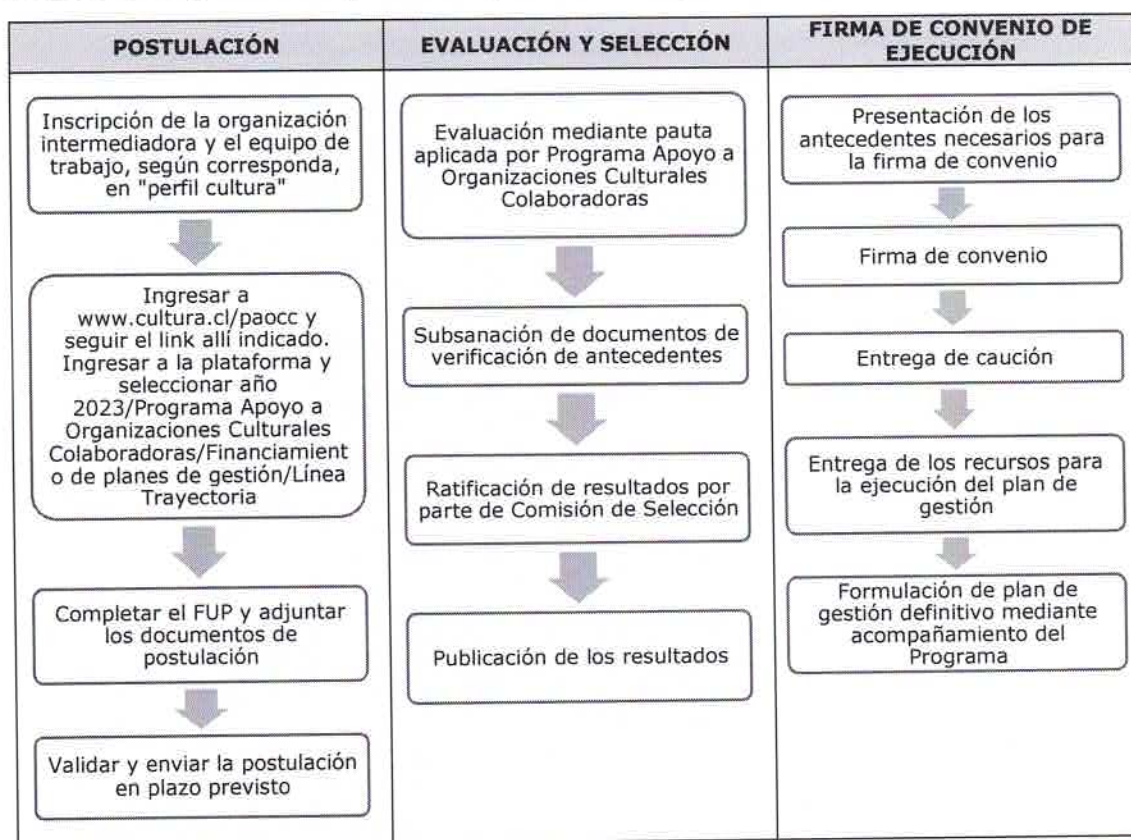 POSTULACIÓN
Inscripción de la organización
intermediadora y el equipo de
trabajo, según corresponda,
en "perfil cultura"
Ingresar a
www.cultura.cl/paocc y
seguir el link allí indicado.
Ingresar a la plataforma y
seleccionar año
2023/Programa Apoyo a
Organizaciones Culturales
Colaboradoras/Financiamient
o de planes de gestión/Línea
Trayectoria
Completar el FUP y adjuntar
los documentos de
postulación
Validar y enviar la postulación
en plazo previsto
EVALUACIÓN Y SELECCIÓN
Evaluación mediante pauta
aplicada por Programa Apoyo a
Organizaciones Culturales
Colaboradoras
Subsanación de documentos de
verificación de antecedentes
Ratificación de resultados por
parte de Comisión de Selección
Publicación de los resultados
FIRMA DE CONVENIO DE
EJECUCIÓN
Presentación de los
antecedentes necesarios para
la firma de convenio
Firma de convenio
Entrega de caución
Entrega de los recursos para
la ejecución del plan de
gestión
Formulación de plan de
gestión definitivo mediante
acompañamiento del
Programa